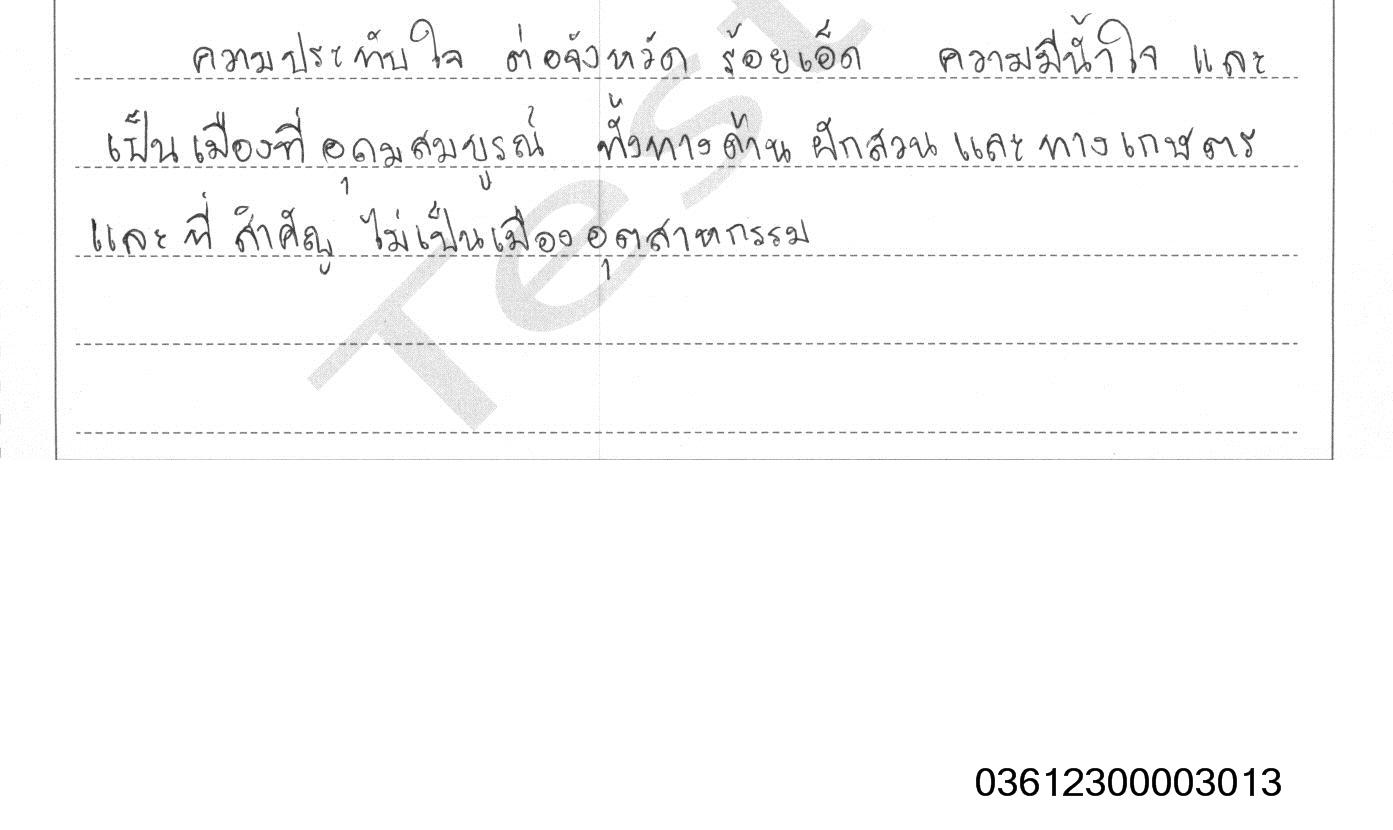 ความประทับใจ ต่อจังหวัด ร้อยเอ็ด ความมีน้ำใจ และ
เป็นเมืองที่ อุดมสมบูรณ์ ทั้งทางด้าน ผักสวน และ ทางเกษตร
และ ที่ สำคัญ ไม่เป็นเมือง อุตสาหกรรม
Test
03612300003013